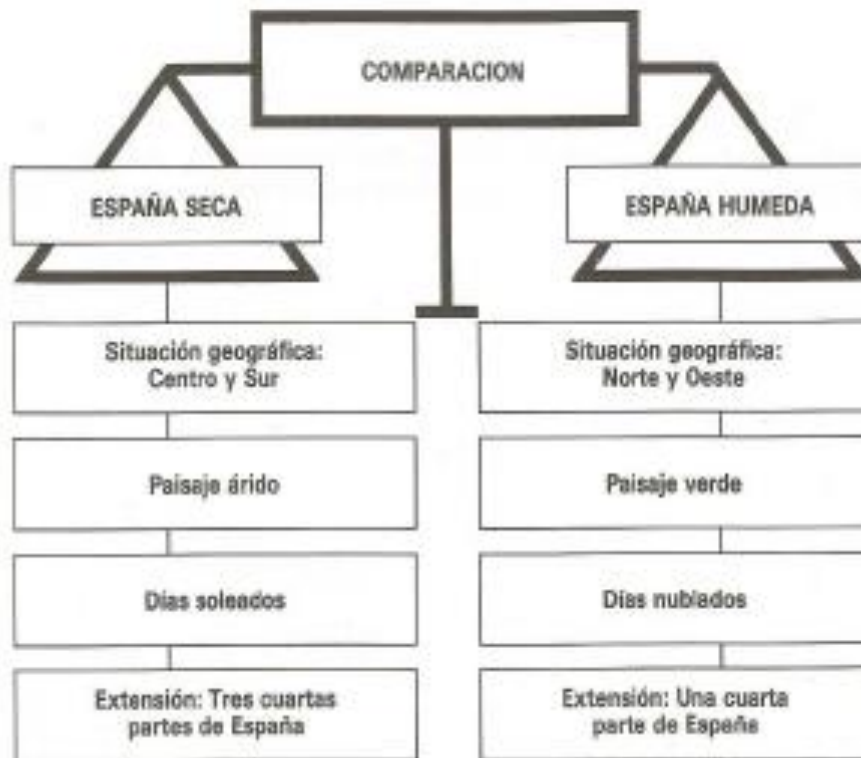 COMPARACION
ESPAÑA SECA
Situación geográfica:
Centro y Sur
Paisaje árido
Días soleados
Extensión: Tres cuartas
partes de España
ESPAÑA HUMEDA
Situación geográfica:
Norte y Oeste
Paisaje verde
Días nublados
Extensión: Una cuarta
parte de España